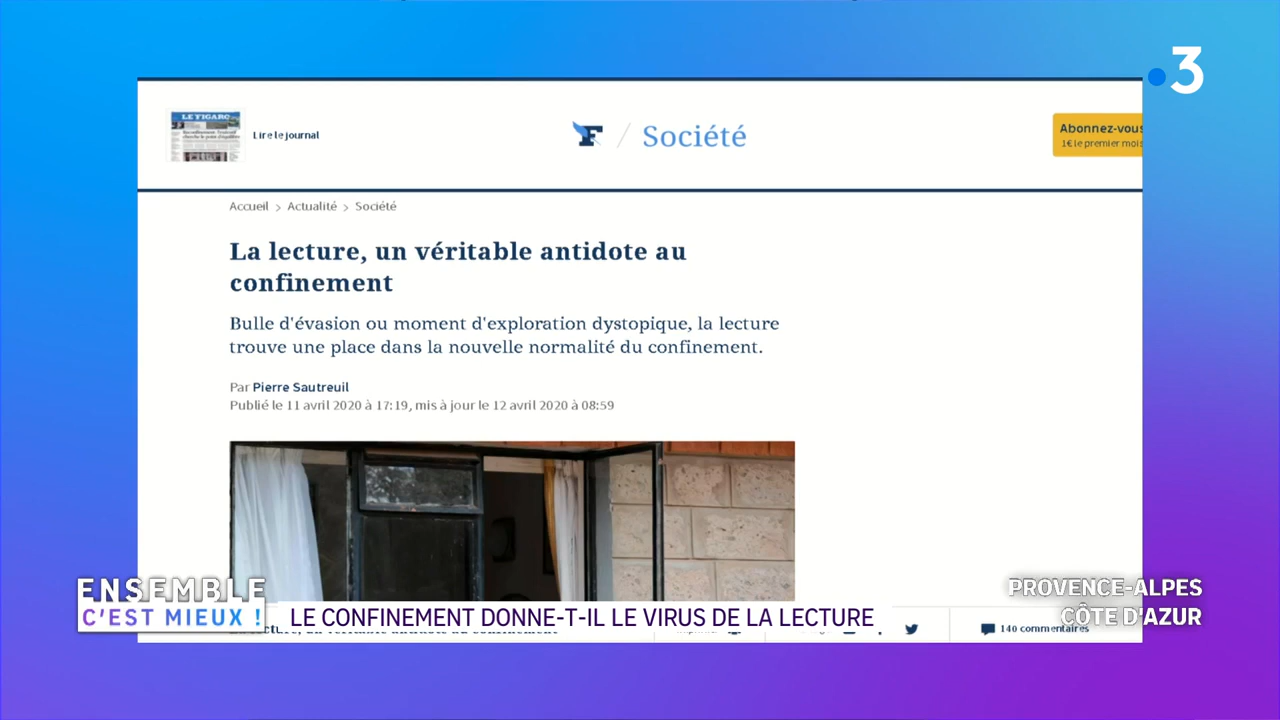 3
LE FIGARO
Lire le journal
F / Société
Abonnez-vous
1€ le premier mois
Accueil > Actualité > Société
La lecture, un véritable antidote au
confinement
Bulle d'évasion ou moment d'exploration dystopique, la lecture
trouve une place dans la nouvelle normalité du confinement.
Par Pierre Sautreuil
Publié le 11 avril 2020 à 17:19, mis à jour le 12 avril 2020 à 08:59
ENSEMBLE
C'EST MIEUX !
LE CONFINEMENT DONNE-T-IL LE VIRUS DE LA LECTURE
PROVENCE-ALPES
CÔTE D'AZUR
140 commentaires